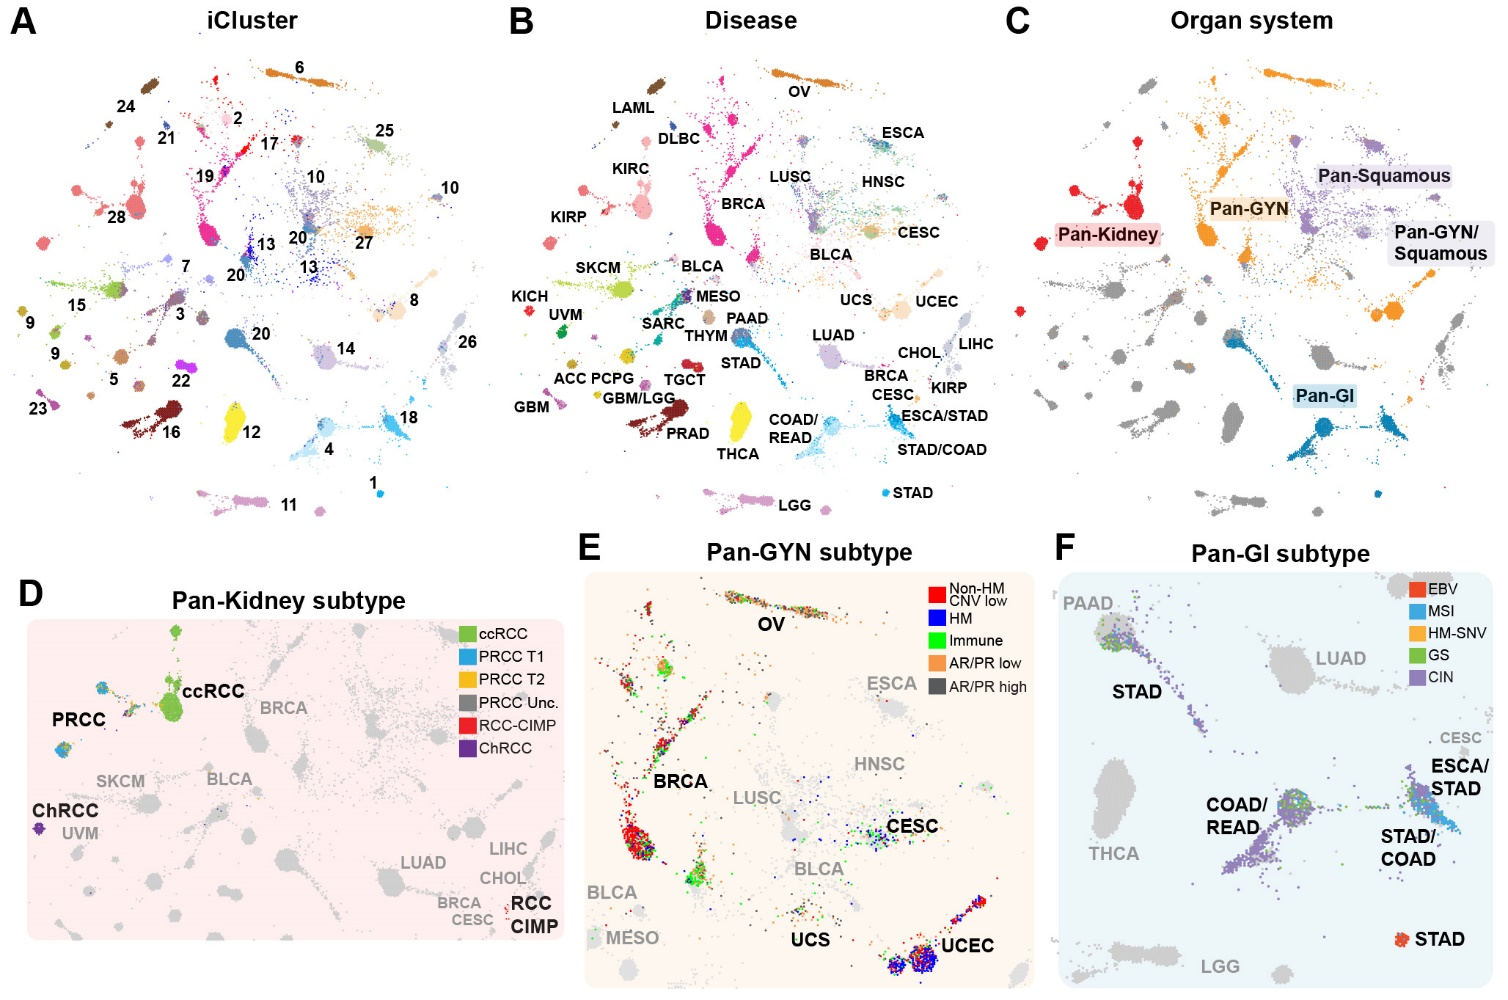 A
iCluster
6
24
21
2
17
25
19
10
10
28
20
27
13
20
13
7
15
3
8
9
20
14
26
9
5
22
23
16
12
18
4
1
11
B
Disease
OV
LAML
DLBC
ESCA
KIRC
LUSC
HNSC
KIRP
BRCA
CESC
BLCA
SKCM
BLCA
KICH
MESO
UCS
UCEC
UVM
SARC
PAAD
THYM
LUAD
LIHC
STAD
CHOL
ACC PCPG
TGCT
BRCA
KIRP
GBM
GBM/LGG
CESC
PRAD
COAD/
READ
ESCA/STAD
THCA
STAD/COAD
STAD
LGG
C
Organ system
Pan-Squamous
Pan-GYN
Pan-Kidney
Pan-GYN/
Squamous
Pan-GI
D
Pan-Kidney subtype
ccRCC
PRCC T1
PRCC T2
PRCC Unc.
RCC-CIMP
ChRCC
ccRCC
PRCC
BRCA
SKCM
BLCA
ChRCC
UVM
LUAD
LIHC
CHOL
BRCA
CESC
RCC
CIMP
E
Pan-GYN subtype
Non-HM
CNV low
HM
Immune
AR/PR low
AR/PR high
OV
ESCA
BRCA
HNSC
LUSC
CESC
BLCA
BLCA
MESO
UCS
UCEC
F
Pan-GI subtype
EBV
MSI
HM-SNV
GS
CIN
PAAD
LUAD
STAD
CESC
ESCA/
STAD
COAD/
READ
STAD/
COAD
THCA
STAD
LGG